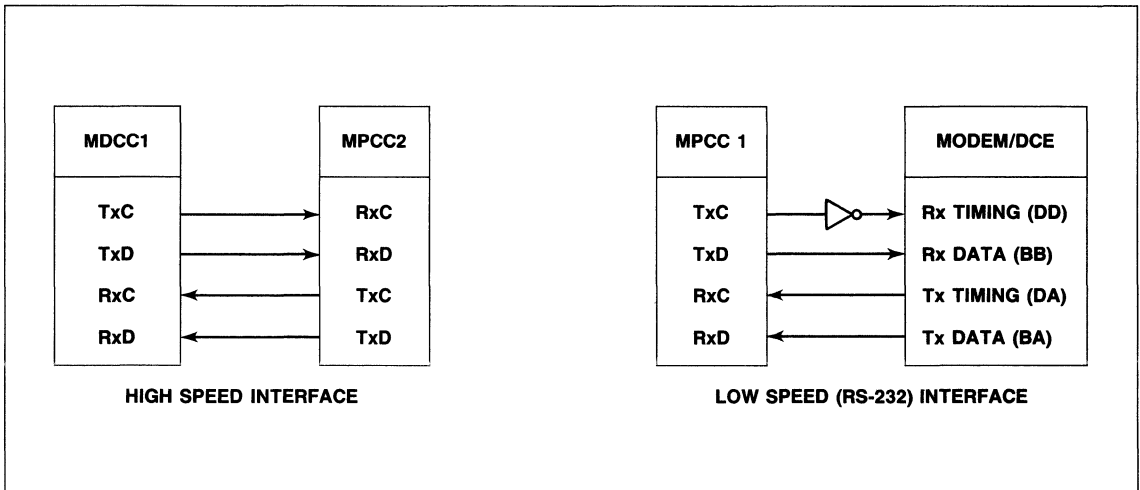 MDCC1
MPCC2
TxC
RxC
TxD
RxD
RxC
TxC
RxD
TxD
HIGH SPEED INTERFACE
MPCC 1
MODEM/DCE
TxC
Rx TIMING (DD)
TxD
Rx DATA (BB)
RxC
Tx TIMING (DA)
RxD
Tx DATA (BA)
LOW SPEED (RS-232) INTERFACE